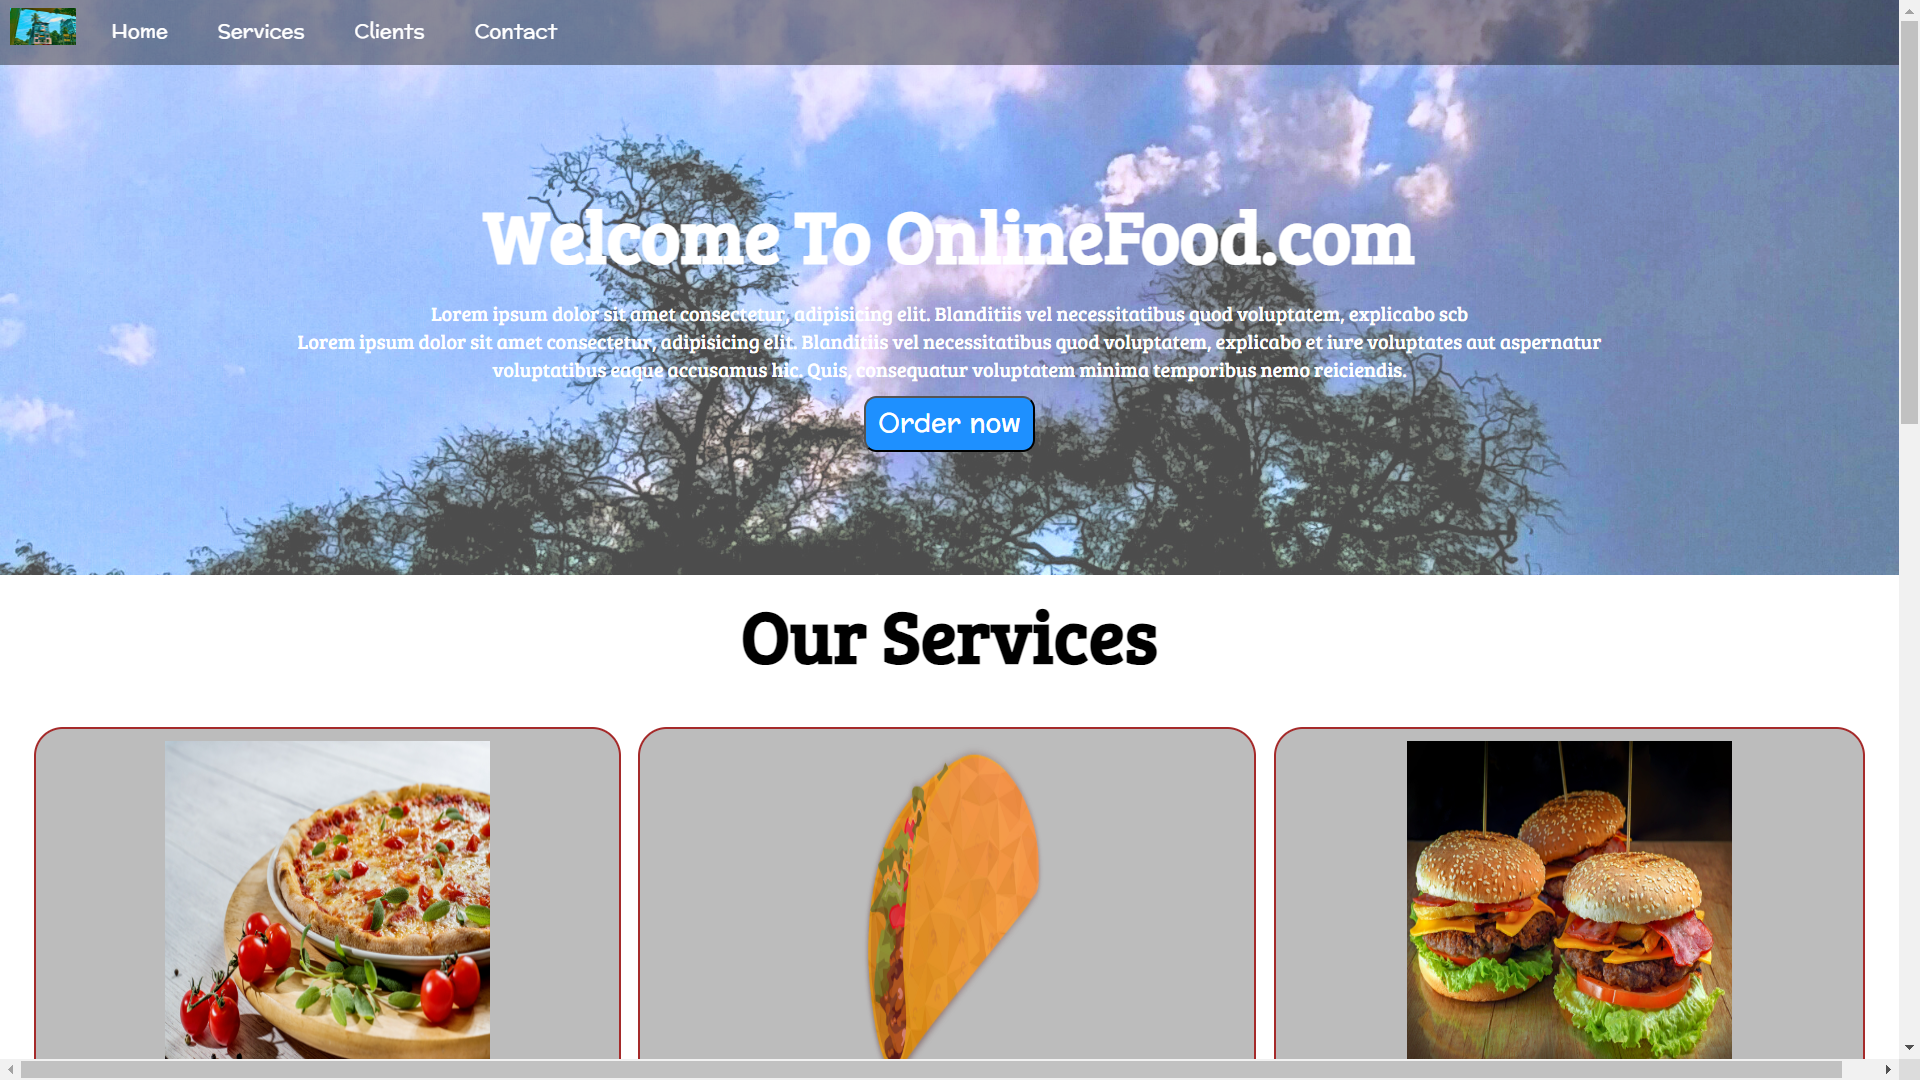 Home Services Clients Contact
Welcome To OnlineFood.com
Lorem ipsum dolor sit amet consectetur, adipisicing elit. Blanditiis vel necessitatibus quod voluptatem, explicabo scb
Lorem ipsum dolor sit amet consectetur, adipisicing elit. Blanditiis vel necessitatibus quod voluptatem, explicabo et iure voluptates aut aspernatur
voluptatibus eaque accusamus hic. Quis, consequatur voluptatem minima temporibus nemo reiciendis.
Order now
Our Services